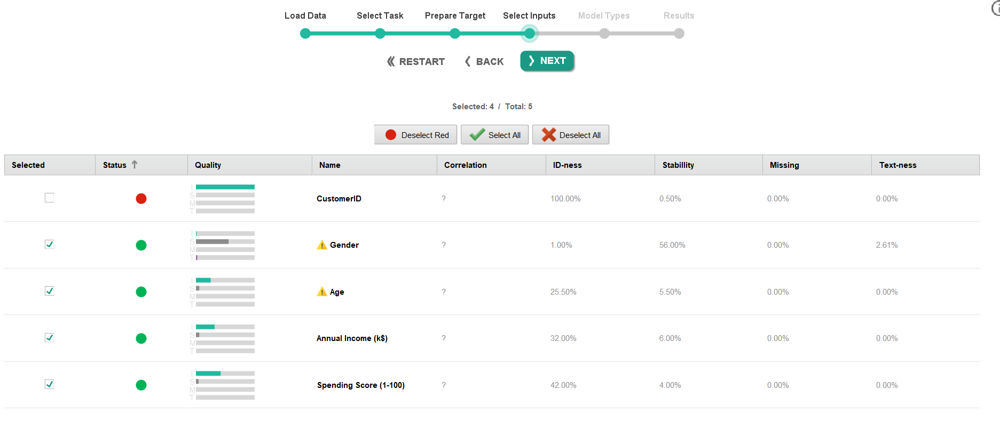 Load Data Select Task Prepare Target Select Inputs Model Types Results
RESTART BACK NEXT
Selected: 4 / Total: 5
Deselect Red Select All Deselect All
Selected Status Quality Name Correlation ID-ness Stabillity Missing Text-ness
I
S
M
T
CustomerID ? 100.00% 0.50% 0.00% 0.00%
I
S
M
T
Gender ? 1.00% 56.00% 0.00% 2.61%
I
S
M
T
Age ? 25.50% 5.50% 0.00% 0.00%
I
S
M
T
Annual Income (k$) ? 32.00% 6.00% 0.00% 0.00%
I
S
M
T
Spending Score (1-100) ? 42.00% 4.00% 0.00% 0.00%